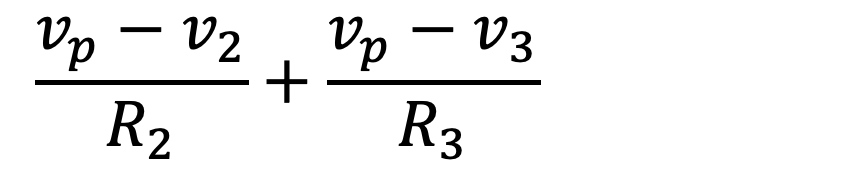 (v_p − v_2)/R_2 + (v_p − v_3)/R_3